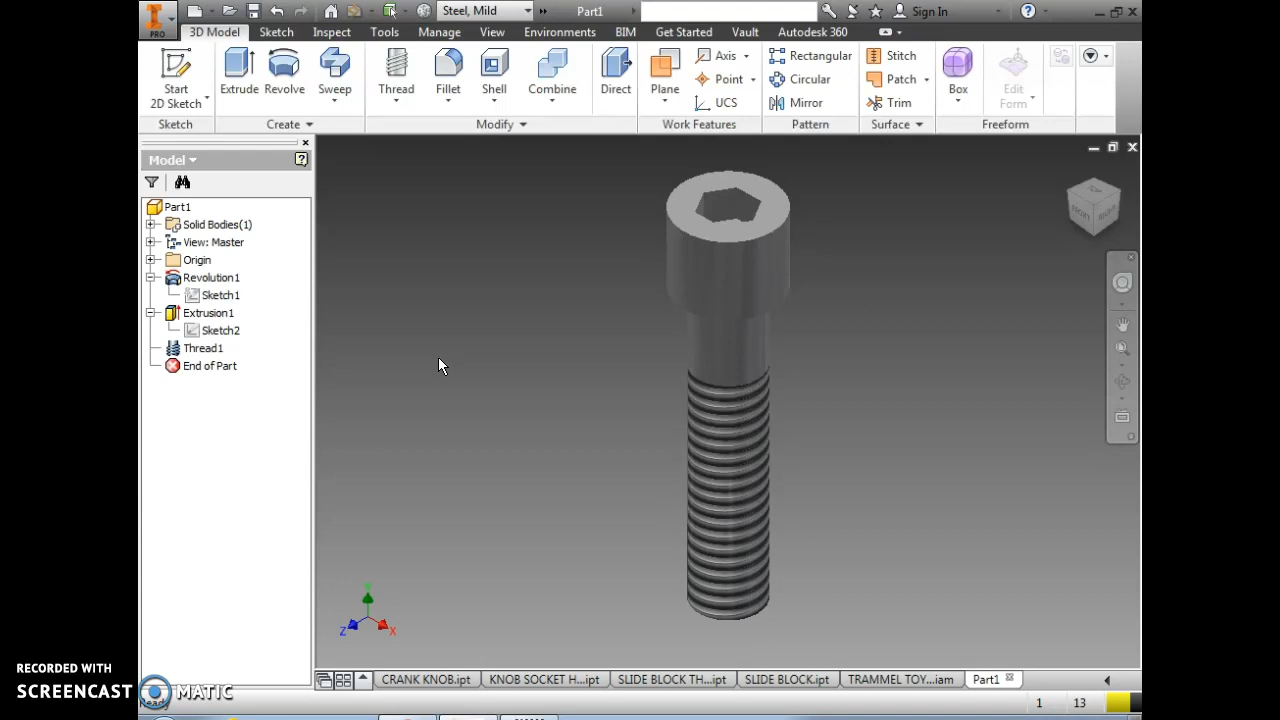 Steel, Mild
Part1
Sign In
PRO
3D Model
Sketch
Inspect
Tools
Manage
View
Environments
BIM
Get Started
Vault
Autodesk 360
Start
2D Sketch
Extrude
Revolve
Sweep
Thread
Fillet
Shell
Combine
Direct
Plane
Axis
Point
UCS
Rectangular
Circular
Mirror
Stitch
Patch
Trim
Box
Edit
Form
Sketch
Create
Modify
Work Features
Pattern
Surface
Freeform
Model
Part1
Solid Bodies(1)
View: Master
Origin
Revolution1
Sketch1
Extrusion1
Sketch2
Thread1
End of Part
FRONT
RIGHT
Z
X
CRANK KNOB.ipt
KNOB SOCKET H...ipt
SLIDE BLOCK TH...ipt
SLIDE BLOCK.ipt
TRAMMEL TOY...iam
Part1
RECORDED WITH
SCREENCAST MATIC
Ready
1
13